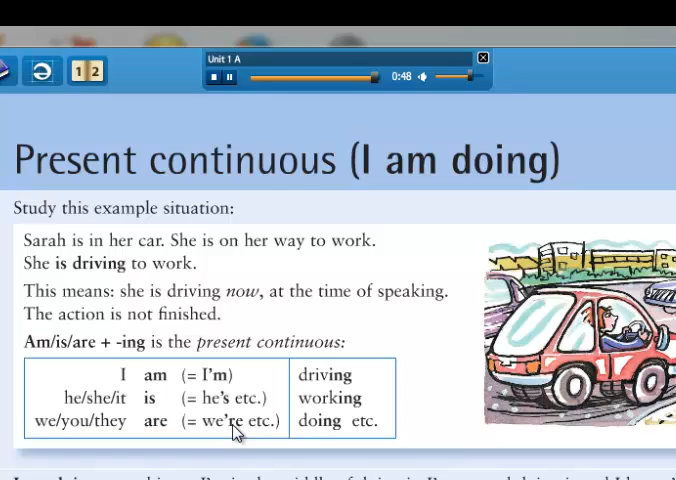 Unit 1 A
1 2
0:48
Present continuous (I am doing)
Study this example situation:
Sarah is in her car. She is on her way to work.
She is driving to work.
This means: she is driving now, at the time of speaking.
The action is not finished.
Am/is/are + -ing is the present continuous:
I am (= I'm) driving
he/she/it is (= he's etc.) working
we/you/they are (= we're etc.) doing etc.